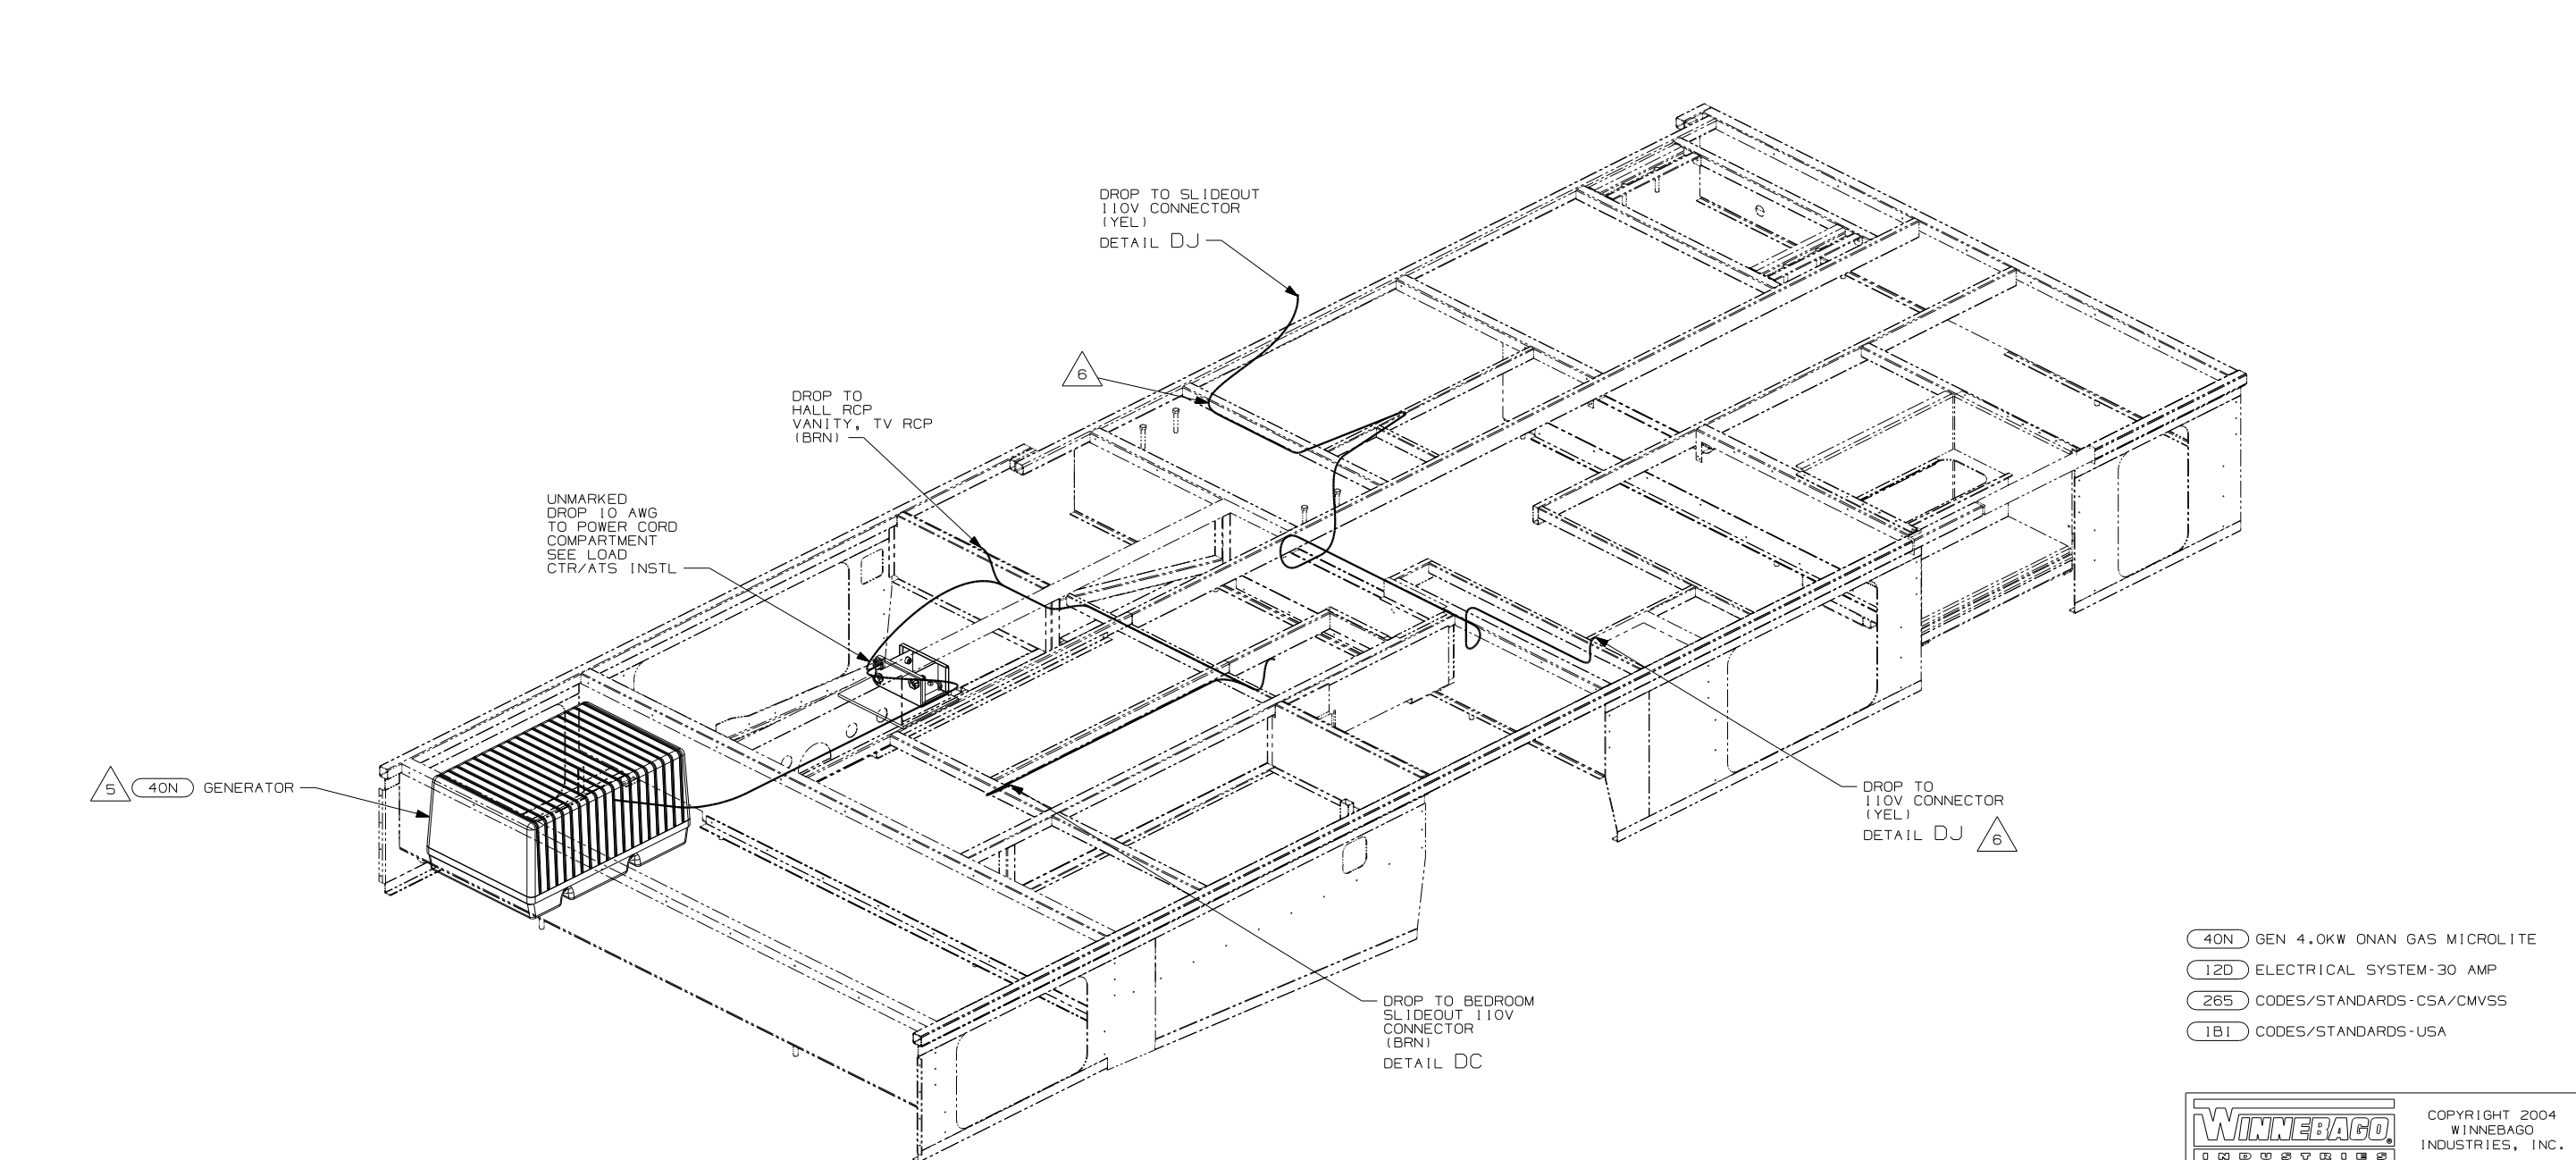 DROP TO SLIDEOUT
110V CONNECTOR
(YEL)
DETAIL DJ
6
DROP TO
HALL RCP
VANITY, TV RCP
(BRN)
UNMARKED
DROP 10 AWG
TO POWER CORD
COMPARTMENT
SEE LOAD
CTR/ATS INSTL
5 40N GENERATOR
DROP TO
110V CONNECTOR
(YEL)
DETAIL DJ 6
DROP TO BEDROOM
SLIDEOUT 110V
CONNECTOR
(BRN)
DETAIL DC
40N GEN 4.0KW ONAN GAS MICROLITE
12D ELECTRICAL SYSTEM-30 AMP
265 CODES/STANDARDS-CSA/CMVSS
1B1 CODES/STANDARDS-USA
WINNEBAGO®
INDUSTRIES
COPYRIGHT 2004
WINNEBAGO
INDUSTRIES, INC.